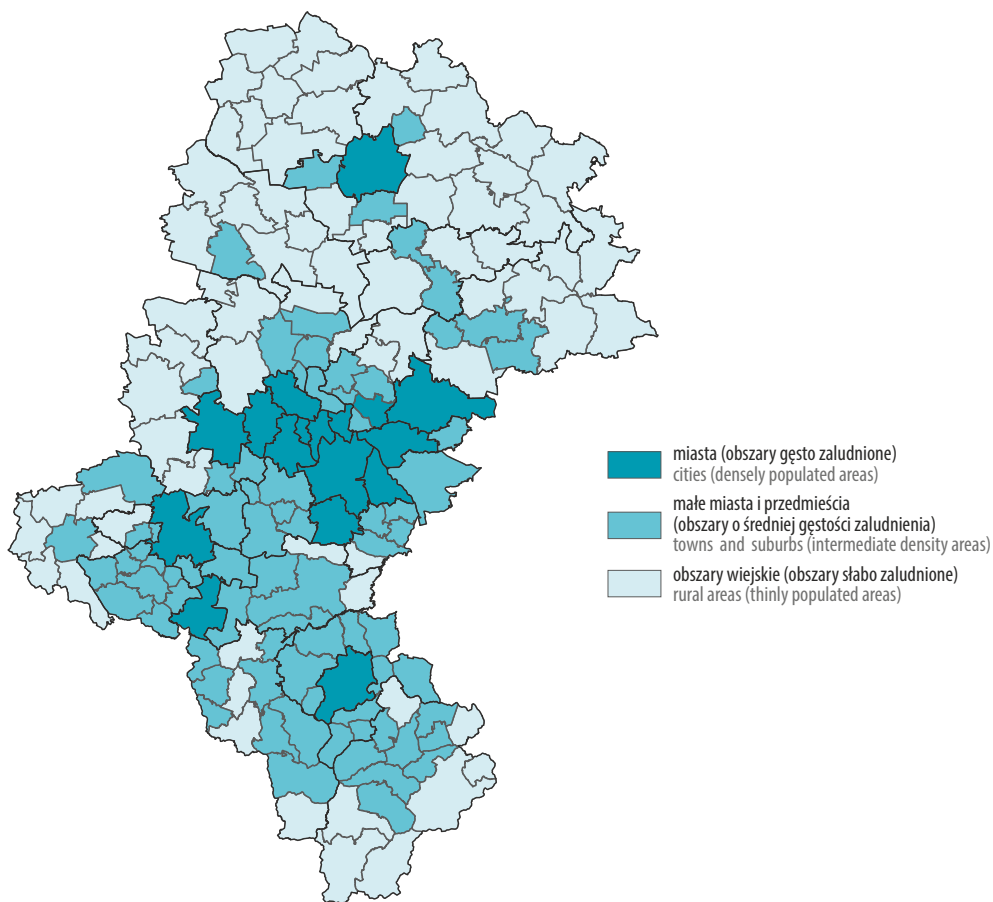 miasta (obszary gęsto zaludnione)
cities (densely populated areas)
małe miasta i przedmieścia
(obszary o średniej gęstości zaludnienia)
towns and suburbs (intermediate density areas)
obszary wiejskie (obszary słabo zaludnione)
rural areas (thinly populated areas)